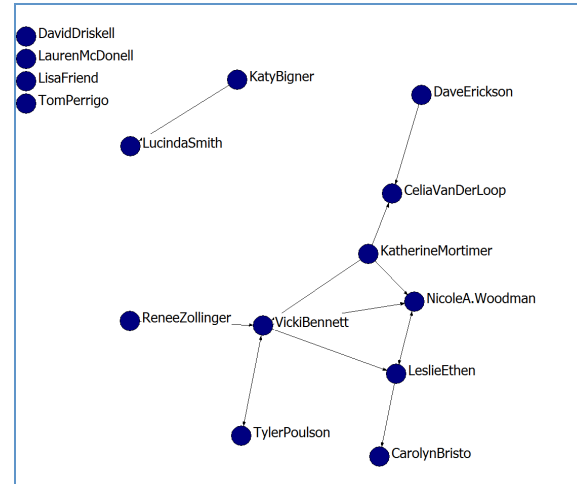 DavidDriskell
LaurenMcDonell
LisaFriend
TomPerrigo
KatyBigner
DaveErickson
LucindaSmith
CeliaVanDerLoop
KatherineMortimer
NicoleA.Woodman
ReneeZollinger
VickiBennett
LeslieEthen
TylerPoulson
CarolynBristo